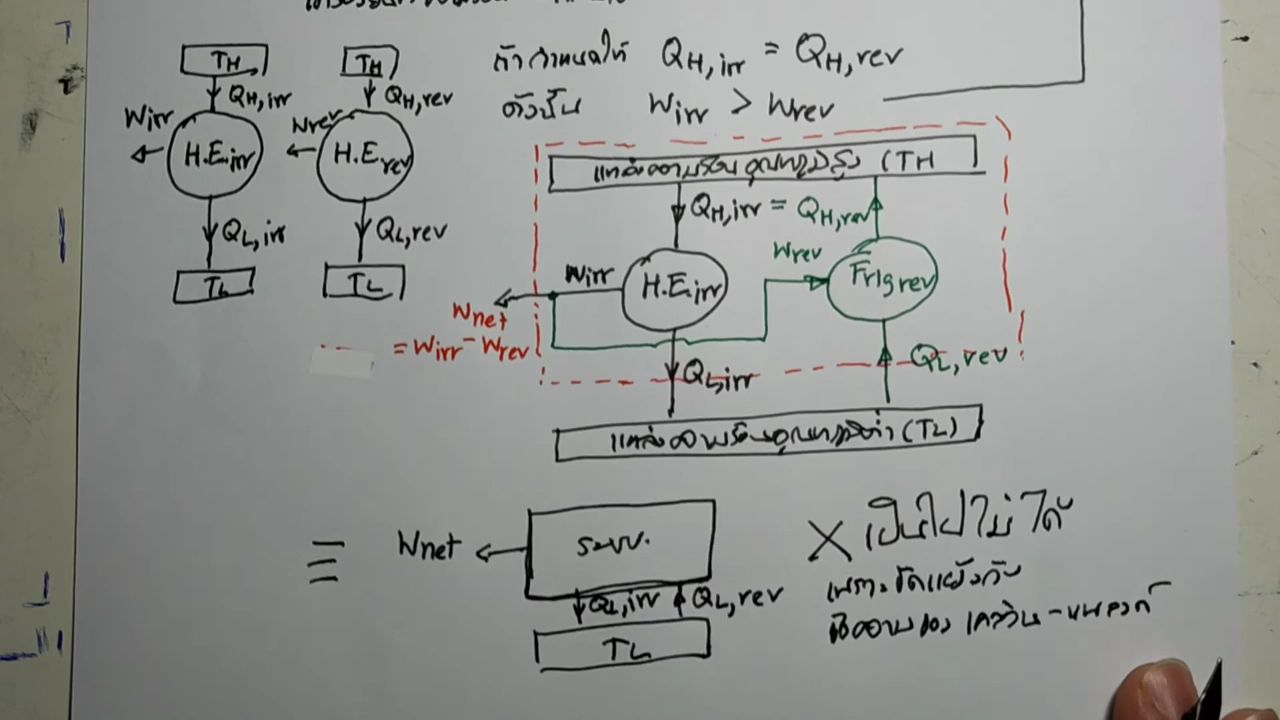 TH
TH
QH,irr
QH,rev
Wirr
Wrev
H.E.irr
H.E.rev
QL,irr
QL,rev
TL
TL
ถ้ากำหนดให้ QH,irr = QH,rev
ดังนั้น Wirr > Wrev
แหล่งความร้อนอุณหภูมิสูง (TH
QH,irr = QH,rev
Wrev
Wirr
H.E.irr
Frigrev
Wnet
= Wirr - Wrev
QL,irr
QL,rev
แหล่งความร้อนอุณหภูมิต่ำ (TL)
≡ Wnet
ระบบ.
QL,irr
QL,rev
TL
X เป็นไปไม่ได้
เพราะขัดแย้งกับ
นิยามของ เคลวิน-แพลงค์